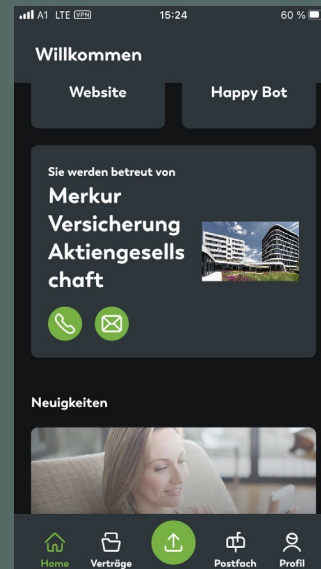 A1 LTE VPN 15:24 60 %
Willkommen
Website Happy Bot
Sie werden betreut von
Merkur
Versicherung
Aktiengesells
chaft
Neuigkeiten
Home Verträge Postfach Profil